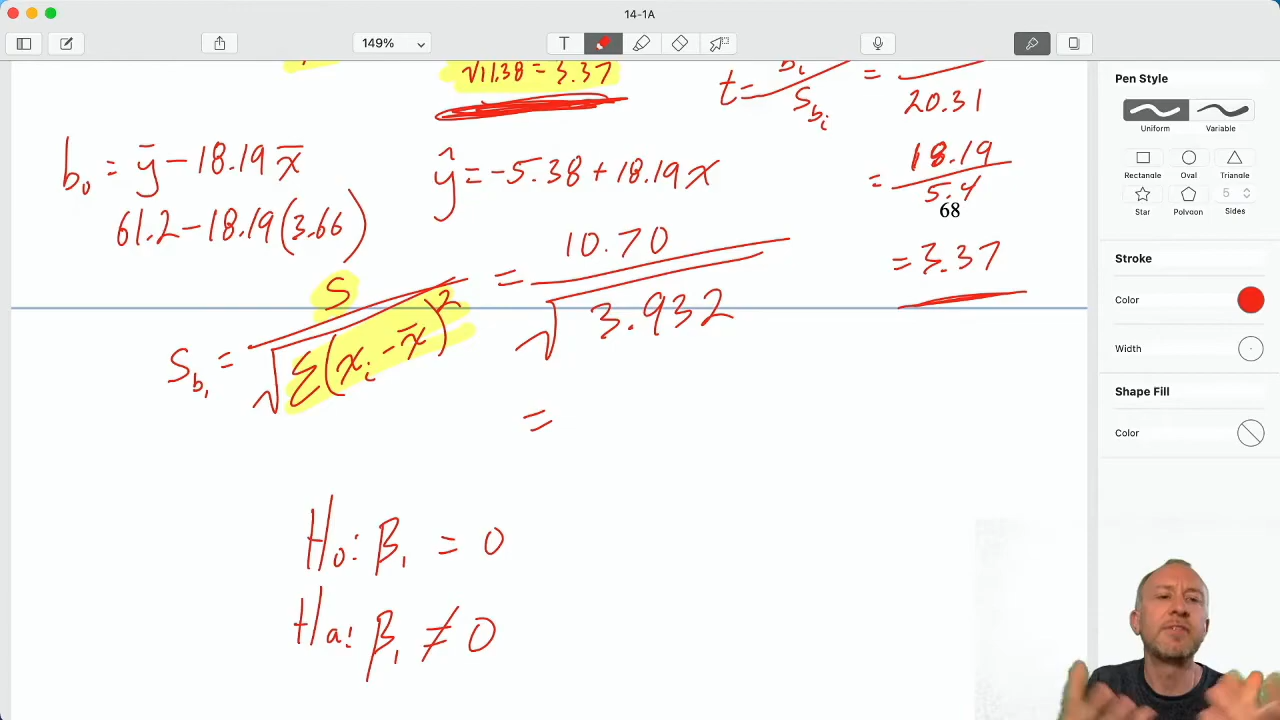 14-1A
149%
T
√11.38 = 3.37
t = bᵢ / S_bᵢ =
20.31
b₀ = ȳ - 18.19 x̄
61.2 - 18.19(3.66)
ŷ = -5.38 + 18.19x
= 18.19 / 5.4
68
= 3.37
S_b₁ = S / √Σ(xᵢ - x̄)² = 10.70 / √3.932
=
H₀: β₁ = 0
Ha: β₁ ≠ 0
Pen Style
Uniform
Variable
Rectangle
Oval
Triangle
Star
Polygon
5
Sides
Stroke
Color
Width
Shape Fill
Color